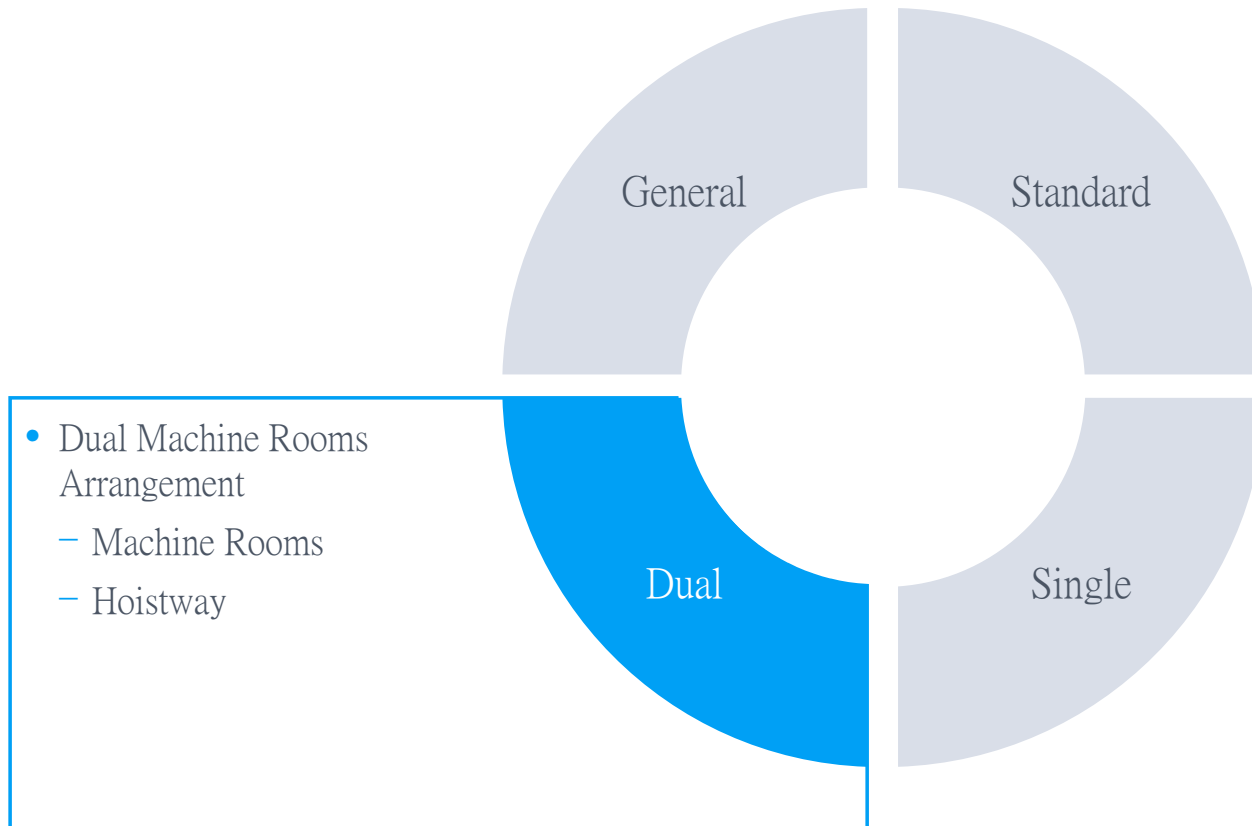 General
Standard
• Dual Machine Rooms
Arrangement
– Machine Rooms
– Hoistway
Dual
Single